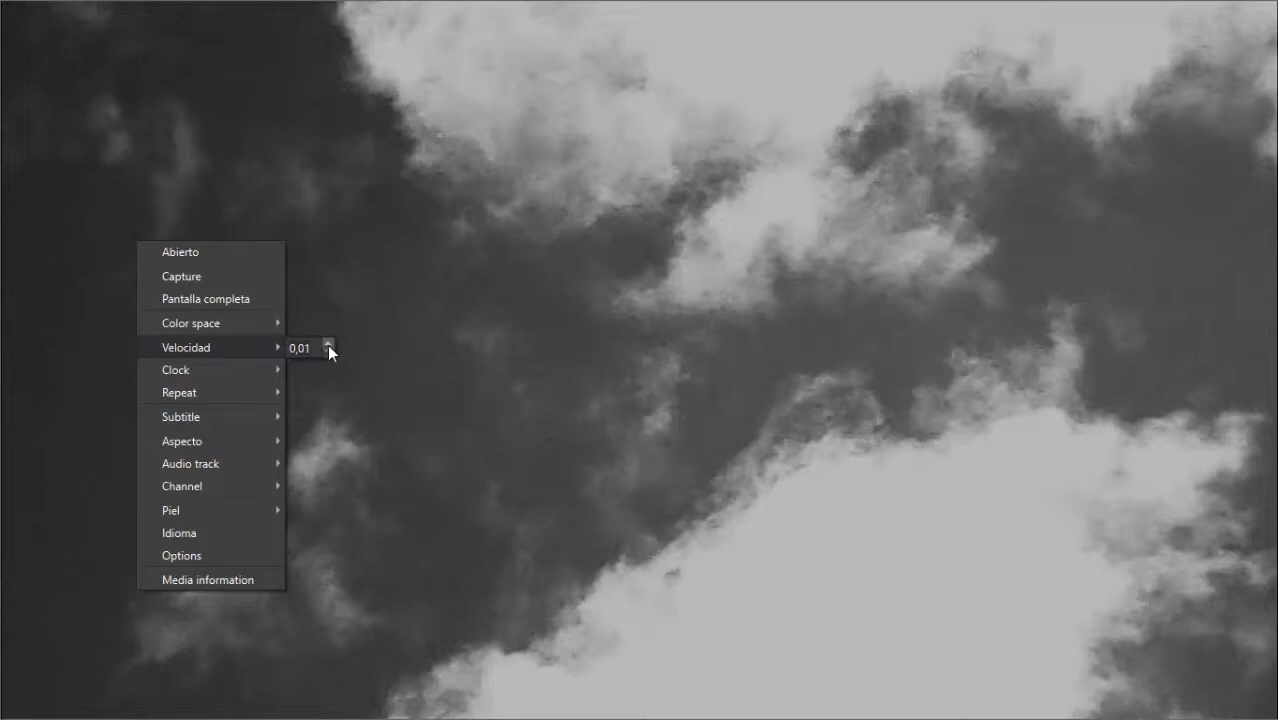 Abierto
Capture
Pantalla completa
Color space
Velocidad
0,01
Clock
Repeat
Subtitle
Aspecto
Audio track
Channel
Piel
Idioma
Options
Media information